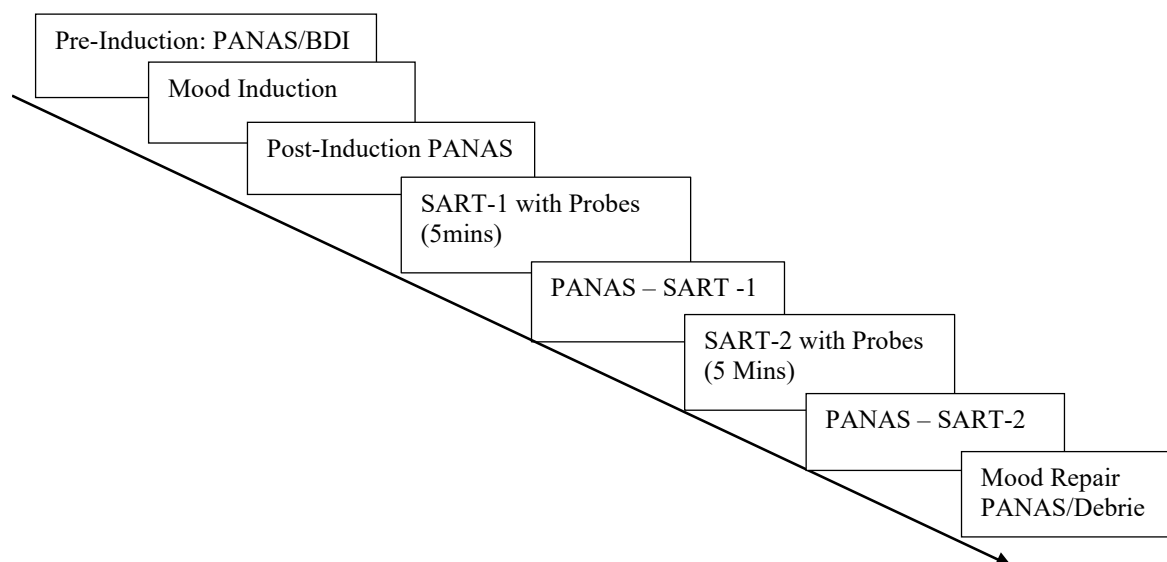 Pre-Induction: PANAS/BDI
Mood Induction
Post-Induction PANAS
SART-1 with Probes
(5mins)
PANAS – SART -1
SART-2 with Probes
(5 Mins)
PANAS – SART-2
Mood Repair
PANAS/Debrie